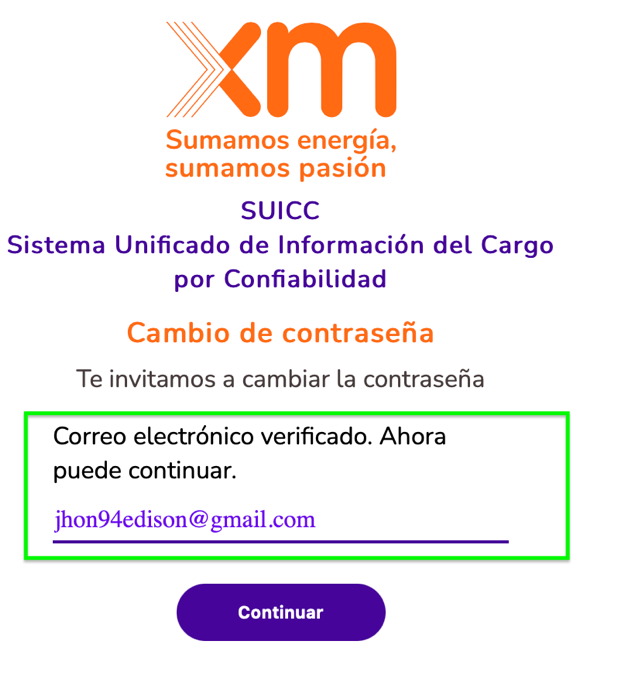 xm
Sumamos energía,
sumamos pasión
SUICC
Sistema Unificado de Información del Cargo
por Confiabilidad
Cambio de contraseña
Te invitamos a cambiar la contraseña
Correo electrónico verificado. Ahora
puede continuar.
jhon94edison@gmail.com
Continuar